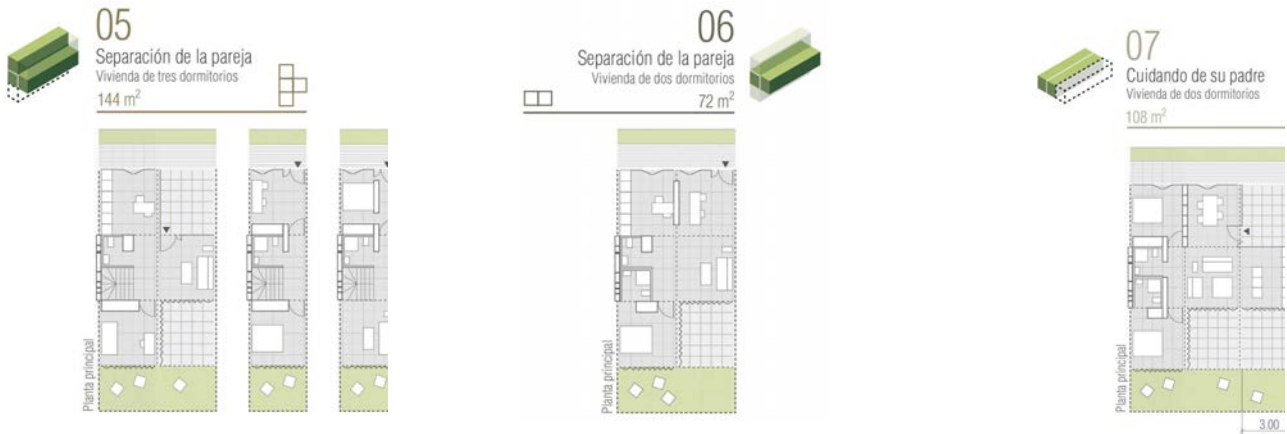 05
Separación de la pareja
Vivienda de tres dormitorios
144 m²
Planta principal
06
Separación de la pareja
Vivienda de dos dormitorios
72 m²
Planta principal
07
Cuidando de su padre
Vivienda de dos dormitorios
108 m²
Planta principal
3.00